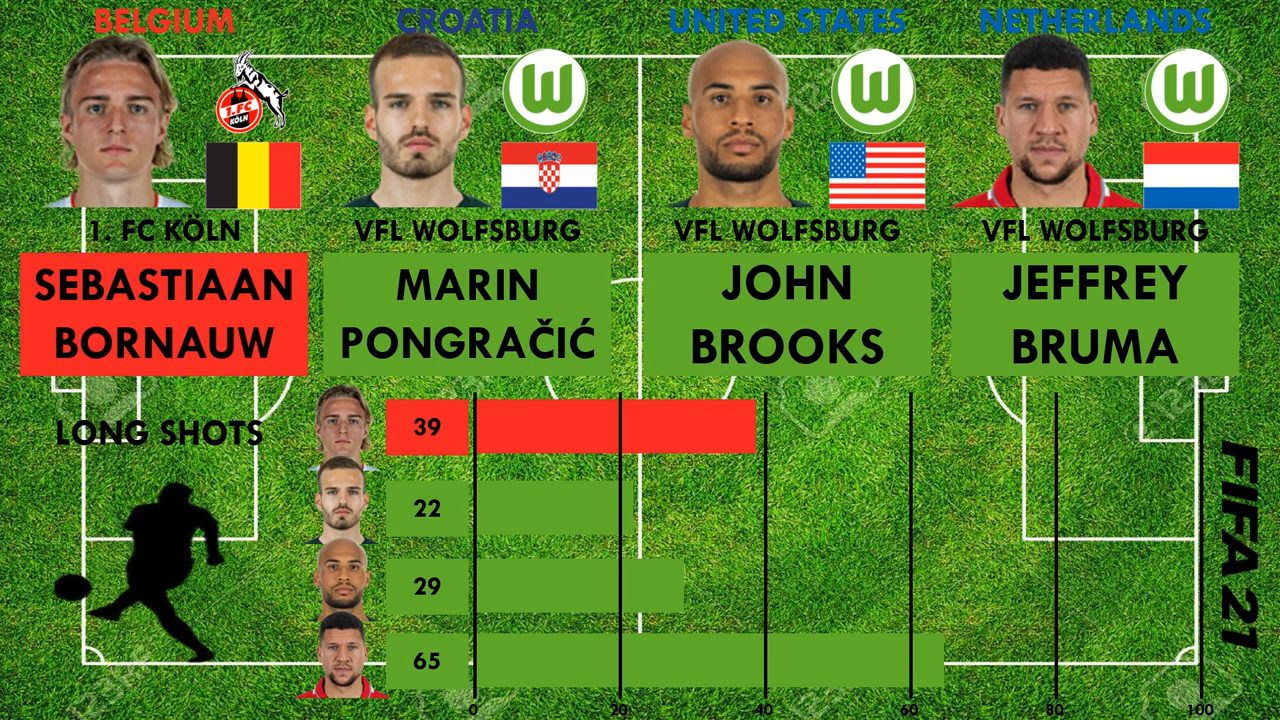 BELGIUM
CROATIA
UNITED STATES
NETHERLANDS
1.FC
KÖLN
1. FC KÖLN
VFL WOLFSBURG
VFL WOLFSBURG
VFL WOLFSBURG
SEBASTIAAN
BORNAUW
MARIN
PONGRAČIĆ
JOHN
BROOKS
JEFFREY
BRUMA
LONG SHOTS
39
22
29
65
0 20 40 60 80 100
FIFA 21